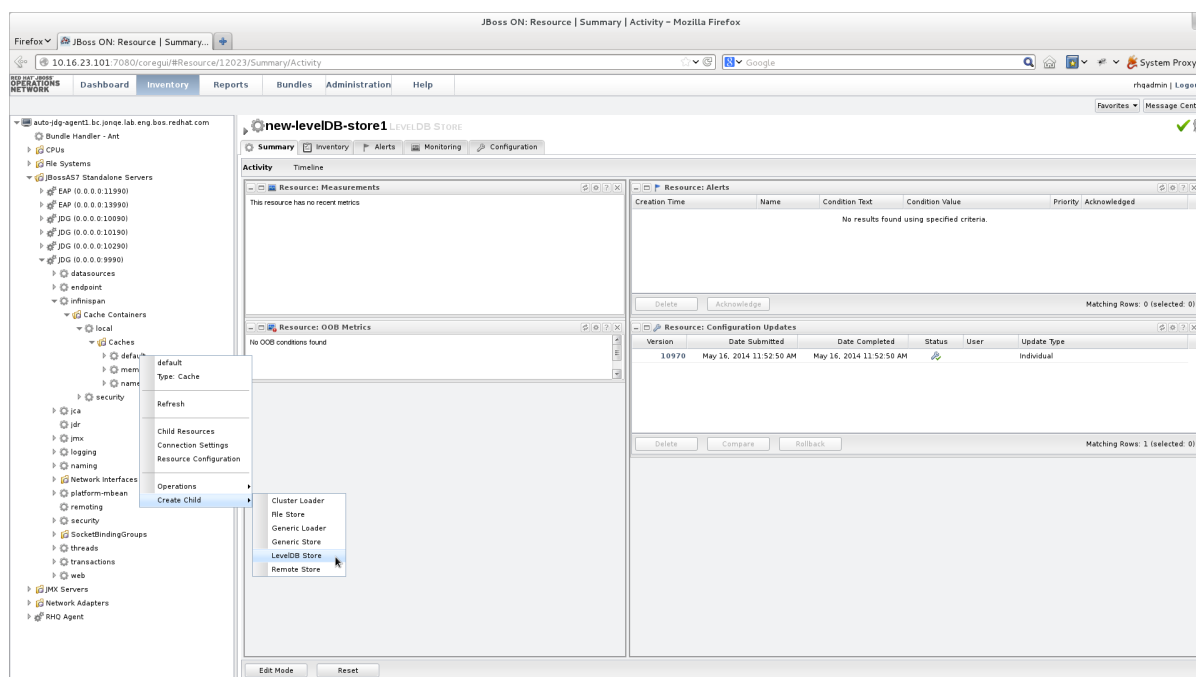 JBoss ON: Resource | Summary | Activity - Mozilla Firefox
Firefox JBoss ON: Resource | Summary...
10.16.23.101:7080/coregui/#Resource/12023/Summary/Activity Google System Proxy
RED HAT JBOSS
OPERATIONS
NETWORK
Dashboard Inventory Reports Bundles Administration Help rhqadmin | Logou
Favorites Message Cent
auto-jdg-agent1.bc.jonqe.lab.eng.bos.redhat.com
Bundle Handler - Ant
CPUs
File Systems
JBossAS7 Standalone Servers
EAP (0.0.0.0:11990)
EAP (0.0.0.0:13990)
JDG (0.0.0.0:10090)
JDG (0.0.0.0:10190)
JDG (0.0.0.0:10290)
JDG (0.0.0.0:9990)
datasources
endpoint
infinispan
Cache Containers
local
Caches
defau
mem
name
security
jca
jdr
jmx
logging
naming
Network Interfaces
platform-mbean
remoting
security
SocketBindingGroups
threads
transactions
web
JMX Servers
Network Adapters
RHQ Agent
default
Type: Cache
Refresh
Child Resources
Connection Settings
Resource Configuration
Operations
Create Child
Cluster Loader
File Store
Generic Loader
Generic Store
LevelDB Store
Remote Store
new-levelDB-store1 LEVELDB STORE
Summary Inventory Alerts Monitoring Configuration
Activity Timeline
Resource: Measurements
This resource has no recent metrics
Resource: Alerts
Creation Time Name Condition Text Condition Value Priority Acknowledged
No results found using specified criteria.
Delete Acknowledge Matching Rows: 0 (selected: 0)
Resource: OOB Metrics
No OOB conditions found
Resource: Configuration Updates
Version Date Submitted Date Completed Status User Update Type
10970 May 16, 2014 11:52:50 AM May 16, 2014 11:52:50 AM Individual
Delete Compare Rollback Matching Rows: 1 (selected: 0)
Edit Mode Reset